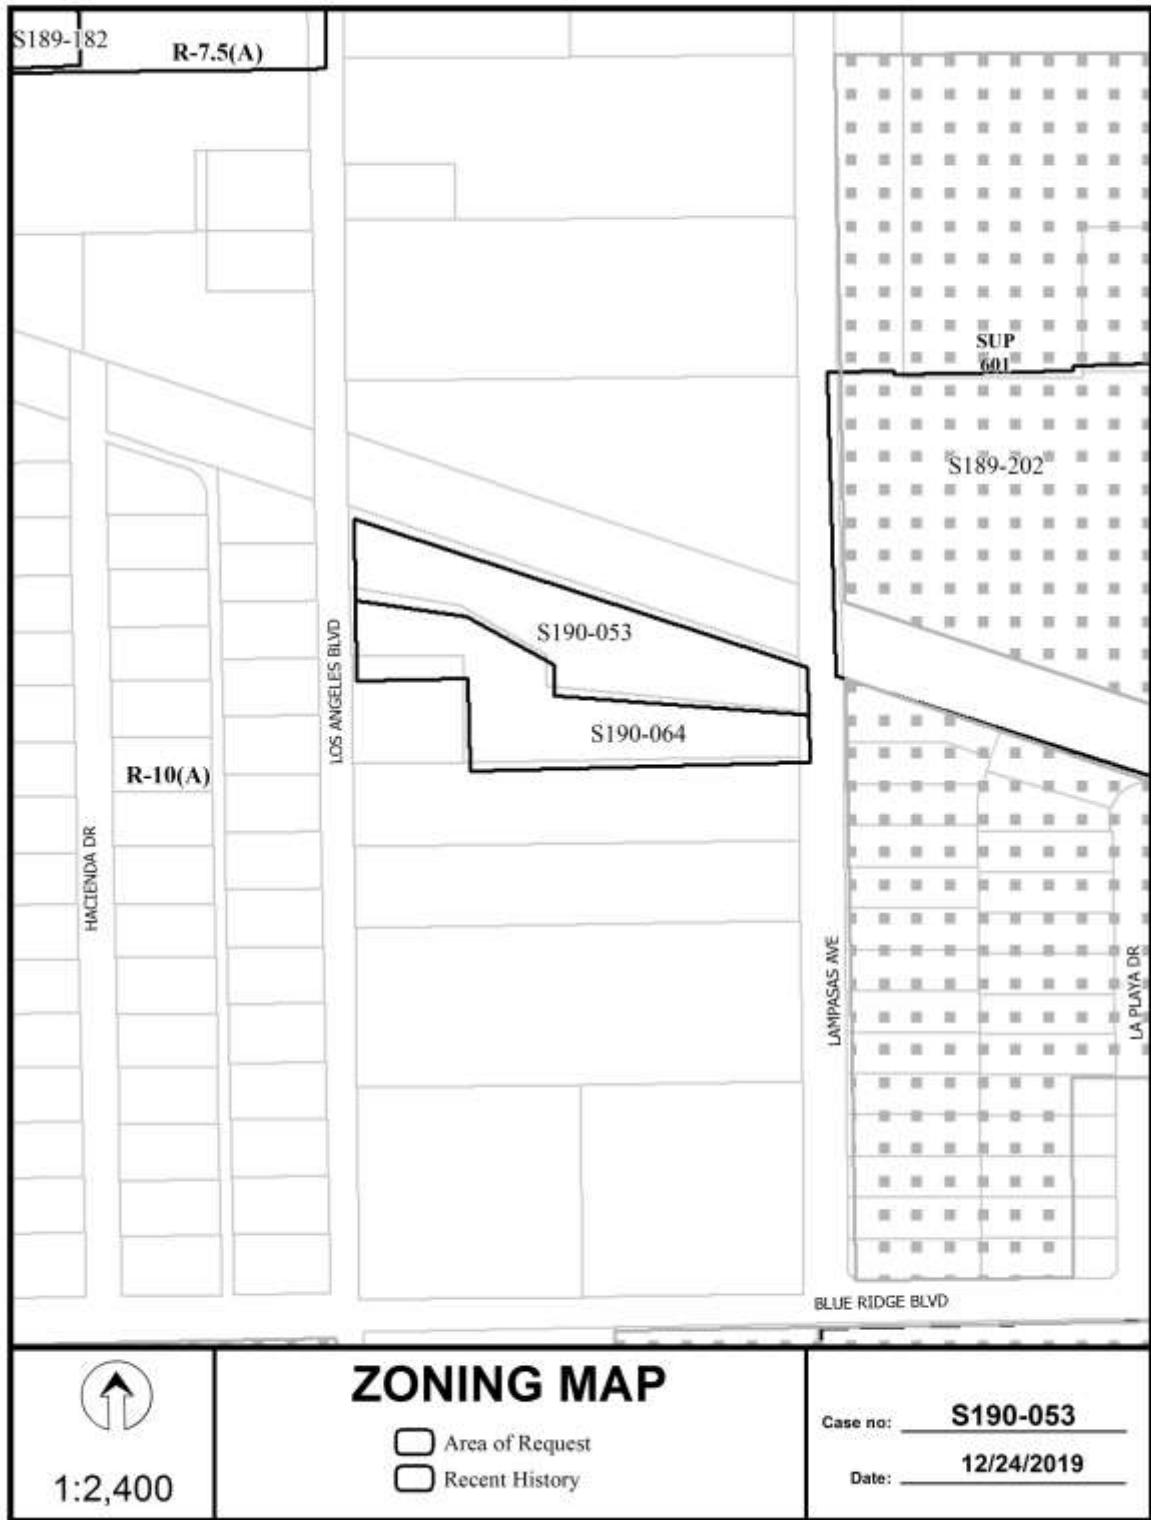 S189-182
R-7.5(A)
SUP
601
S189-202
S190-053
LOS ANGELES BLVD
S190-064
R-10(A)
HACIENDA DR
LAMPASAS AVE
LA PLAYA DR
BLUE RIDGE BLVD
1:2,400
ZONING MAP
Area of Request
Recent History
Case no: S190-053
Date: 12/24/2019